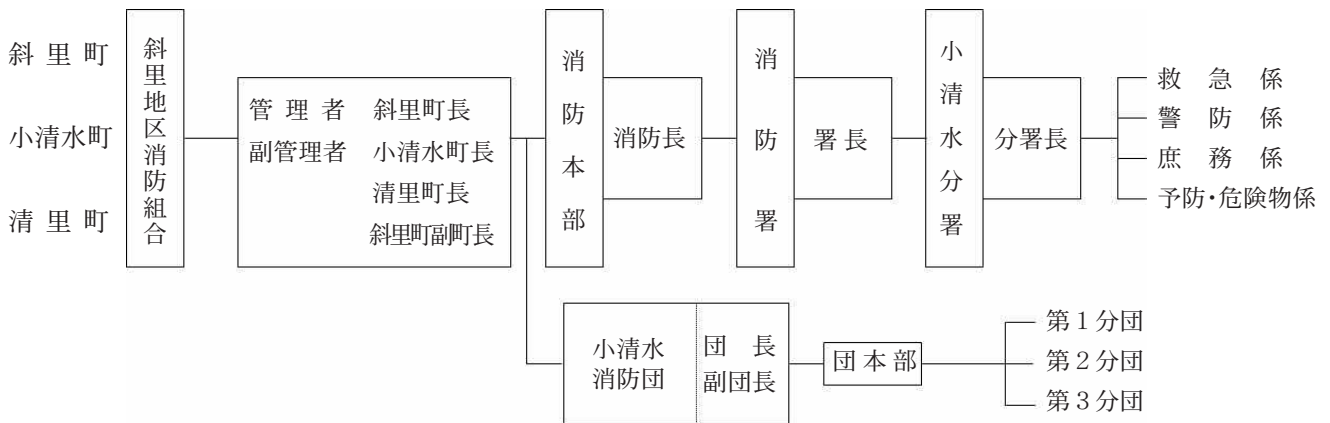 斜里町
小清水町
清里町
斜里地区消防組合
管理者 斜里町長
副管理者 小清水町長
清里町長
斜里町副町長
消防本部
消防長
消防署
署長
小清水分署
分署長
救急係
警防係
庶務係
予防・危険物係
小清水
消防団
団長
副団長
団本部
第1分団
第2分団
第3分団